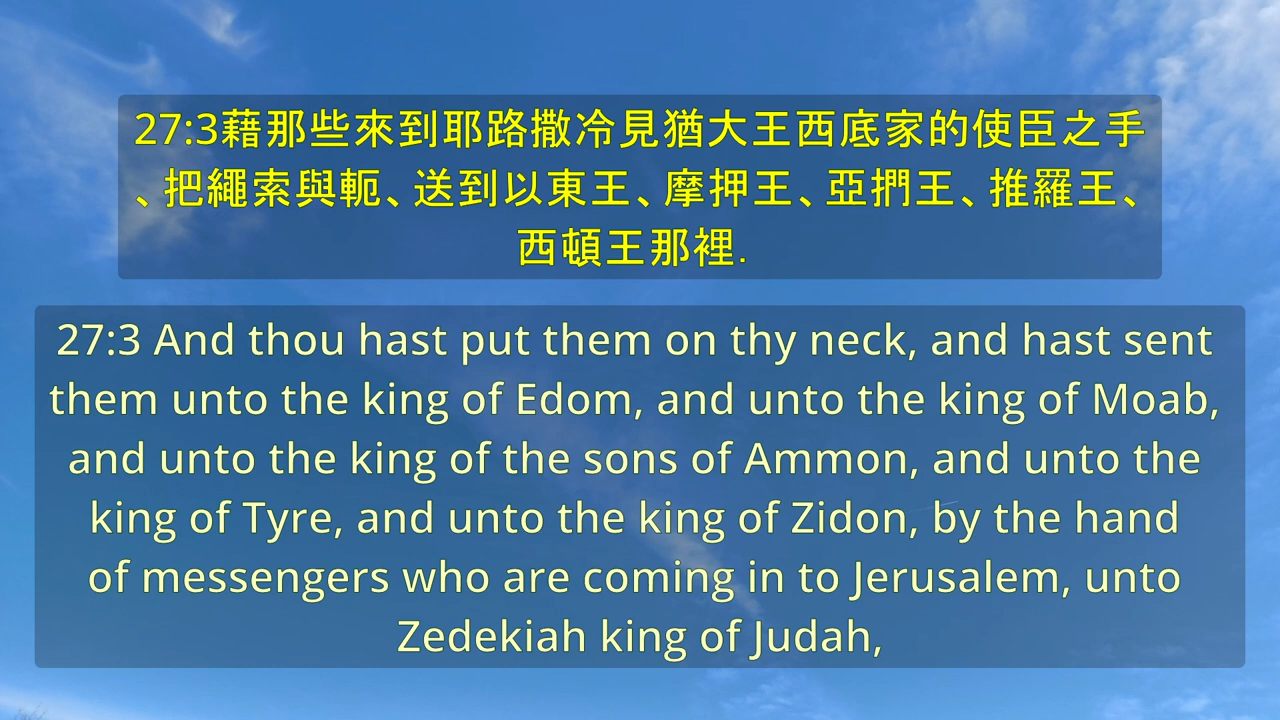 27:3藉那些來到耶路撒冷見猶大王西底家的使臣之手
、把繩索與軛、送到以東王、摩押王、亞捫王、推羅王、
西頓王那裡.
27:3 And thou hast put them on thy neck, and hast sent
them unto the king of Edom, and unto the king of Moab,
and unto the king of the sons of Ammon, and unto the
king of Tyre, and unto the king of Zidon, by the hand
of messengers who are coming in to Jerusalem, unto
Zedekiah king of Judah,